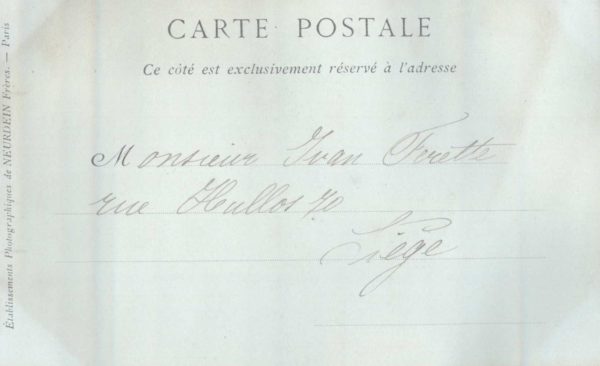 CARTE POSTALE
Ce côté est exclusivement réservé à l'adresse
Monsieur Ivan Forette
rue Hullos 70
Liège
Établissements Photographiques de NEURDEIN Frères. — Paris